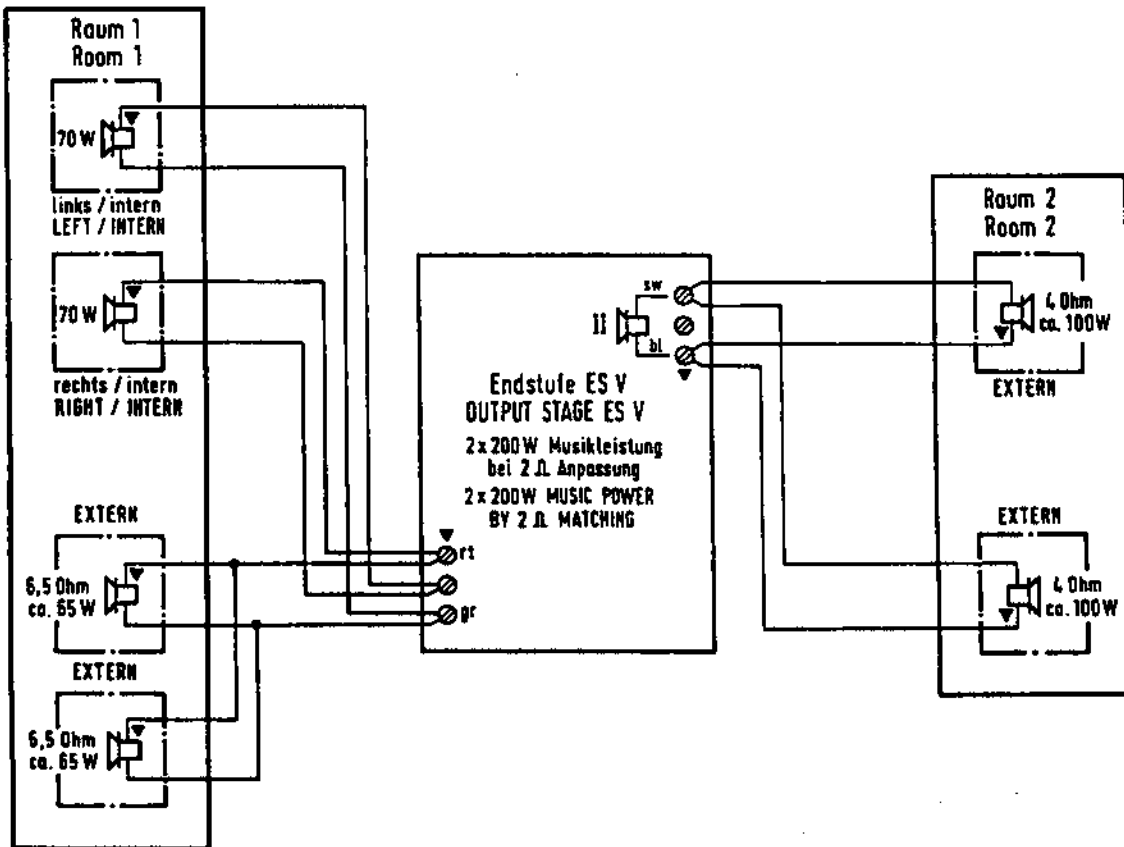 Raum 1
Room 1
70 W
links / intern
LEFT / INTERN
70 W
rechts / intern
RIGHT / INTERN
EXTERN
6,5 Ohm
ca. 65 W
EXTERN
6,5 Ohm
ca. 65 W
sw
II
bl
Endstufe ES V
OUTPUT STAGE ES V
2 x 200 W Musikleistung
bei 2 Ω Anpassung
2 x 200 W MUSIC POWER
BY 2 Ω MATCHING
rt
gr
Raum 2
Room 2
4 Ohm
ca. 100 W
EXTERN
EXTERN
4 Ohm
ca. 100 W